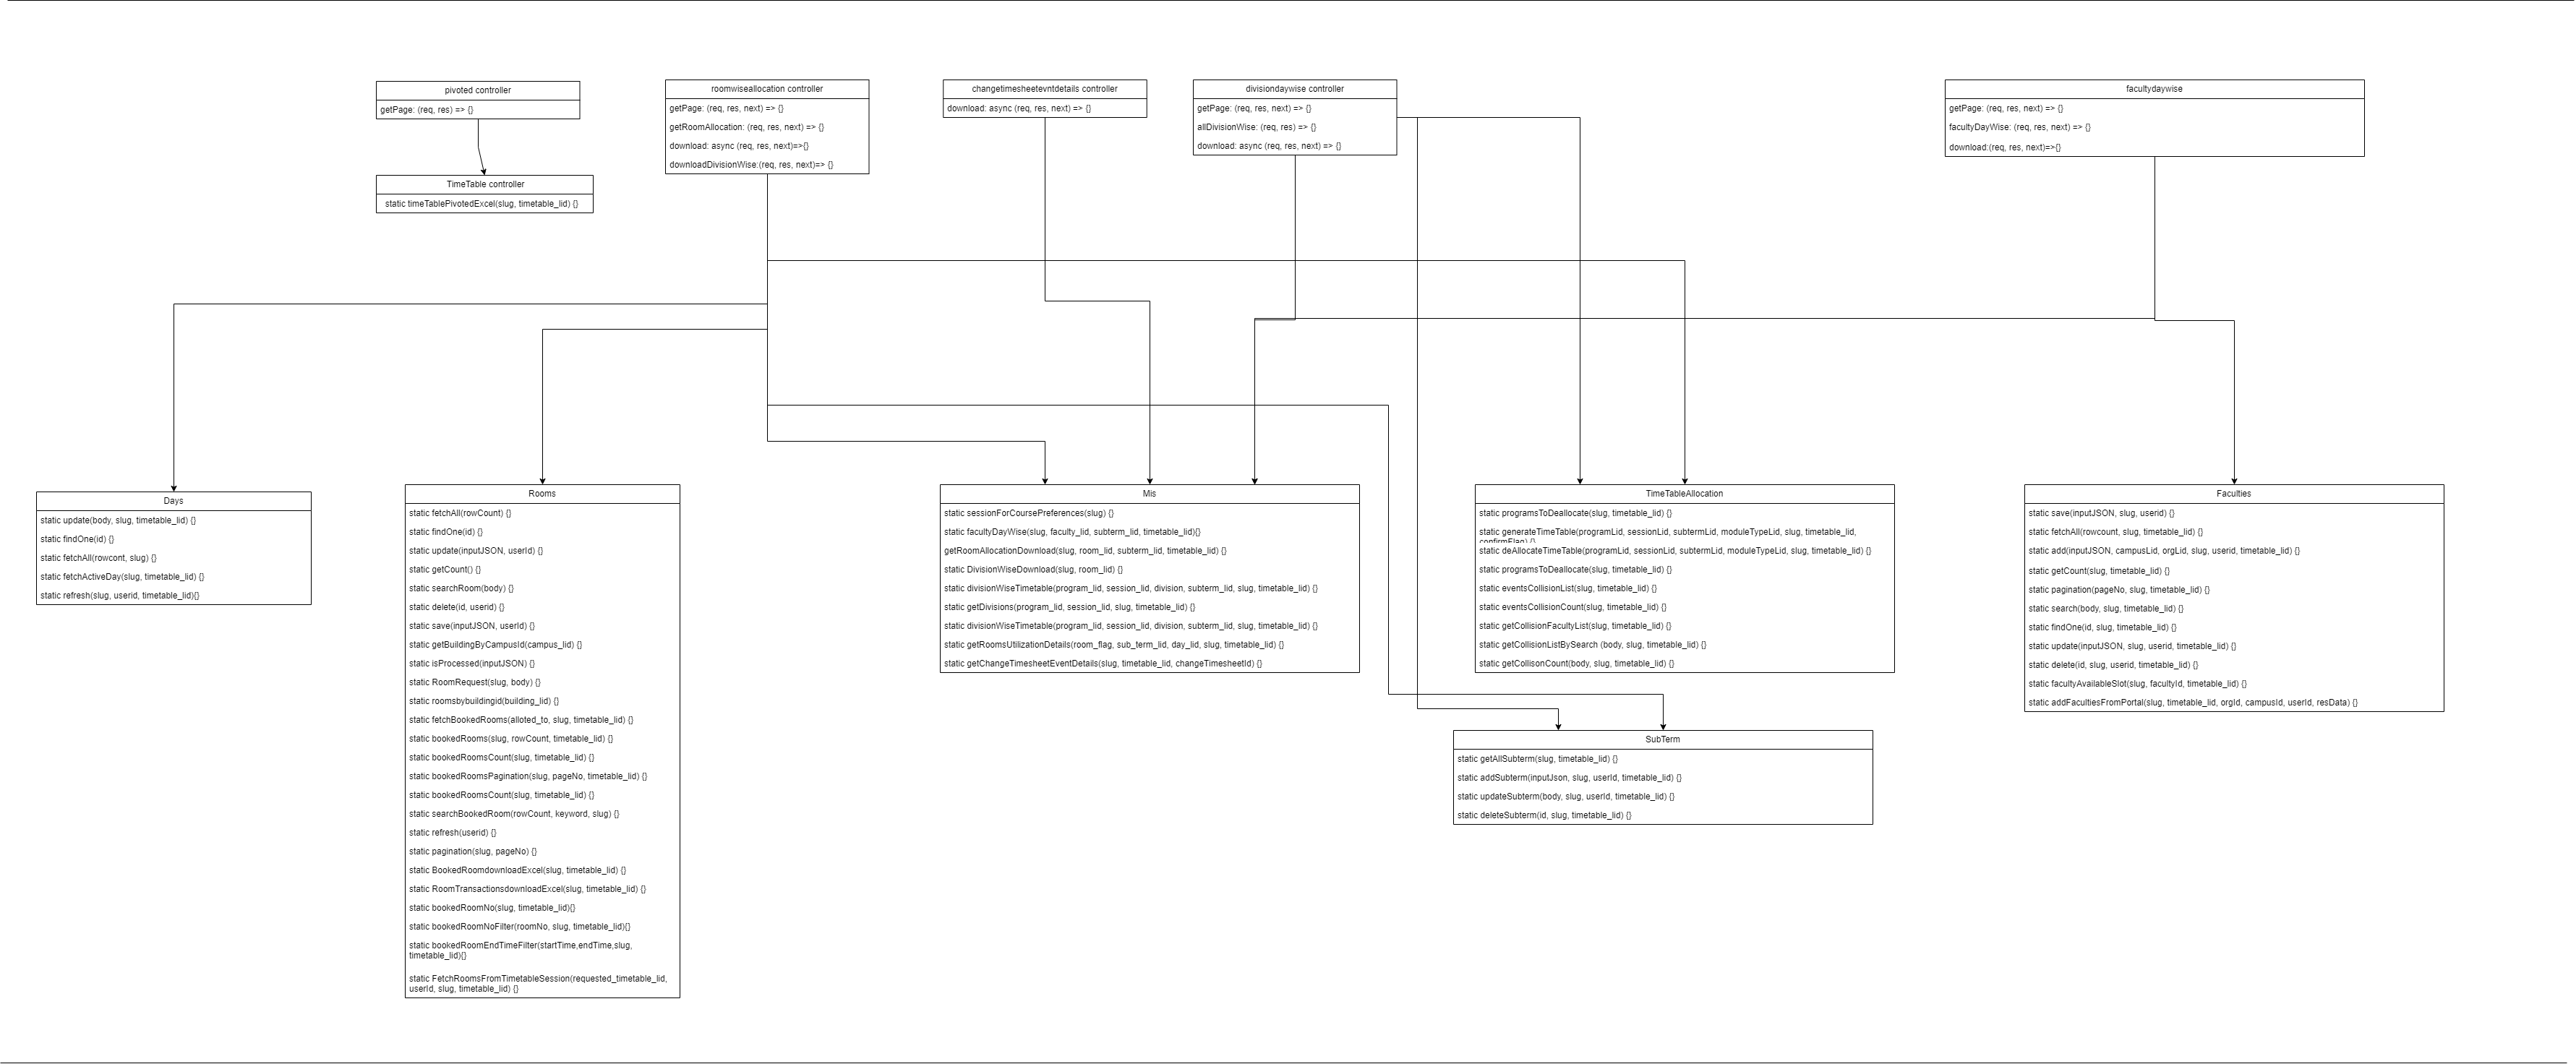 pivoted controller
getPage: (req, res) => {}
TimeTable controller
static timeTablePivotedExcel(slug, timetable_lid) {}
roomwiseallocation controller
getPage: (req, res, next) => {}
getRoomAllocation: (req, res, next) => {}
download: async (req, res, next)=>{}
downloadDivisionWise:(req, res, next)=> {}
changetimesheetevntdetails controller
download: async (req, res, next) => {}
divisiondaywise controller
getPage: (req, res, next) => {}
allDivisionWise: (req, res) => {}
download: async (req, res, next) => {}
facultydaywise
getPage: (req, res, next) => {}
facultyDayWise: (req, res, next) => {}
download:(req, res, next)=>{}
Days
static update(body, slug, timetable_lid) {}
static findOne(id) {}
static fetchAll(rowcont, slug) {}
static fetchActiveDay(slug, timetable_lid) {}
static refresh(slug, userid, timetable_lid){}
Rooms
static fetchAll(rowCount) {}
static findOne(id) {}
static update(inputJSON, userId) {}
static getCount() {}
static searchRoom(body) {}
static delete(id, userid) {}
static save(inputJSON, userId) {}
static getBuildingByCampusId(campus_lid) {}
static isProcessed(inputJSON) {}
static RoomRequest(slug, body) {}
static roomsbybuildingid(building_lid) {}
static fetchBookedRooms(alloted_to, slug, timetable_lid) {}
static bookedRooms(slug, rowCount, timetable_lid) {}
static bookedRoomsCount(slug, timetable_lid) {}
static bookedRoomsPagination(slug, pageNo, timetable_lid) {}
static bookedRoomsCount(slug, timetable_lid) {}
static searchBookedRoom(rowCount, keyword, slug) {}
static refresh(userid) {}
static pagination(slug, pageNo) {}
static BookedRoomdownloadExcel(slug, timetable_lid) {}
static RoomTransactionsdownloadExcel(slug, timetable_lid) {}
static bookedRoomNo(slug, timetable_lid){}
static bookedRoomNoFilter(roomNo, slug, timetable_lid){}
static bookedRoomEndTimeFilter(startTime,endTime,slug,
timetable_lid){}
static FetchRoomsFromTimetableSession(requested_timetable_lid,
userId, slug, timetable_lid) {}
Mis
static sessionForCoursePreferences(slug) {}
static facultyDayWise(slug, faculty_lid, subterm_lid, timetable_lid){}
getRoomAllocationDownload(slug, room_lid, subterm_lid, timetable_lid) {}
static DivisionWiseDownload(slug, room_lid) {}
static divisionWiseTimetable(program_lid, session_lid, division, subterm_lid, slug, timetable_lid) {}
static getDivisions(program_lid, session_lid, slug, timetable_lid) {}
static divisionWiseTimetable(program_lid, session_lid, division, subterm_lid, slug, timetable_lid) {}
static getRoomsUtilizationDetails(room_flag, sub_term_lid, day_lid, slug, timetable_lid) {}
static getChangeTimesheetEventDetails(slug, timetable_lid, changeTimesheetId) {}
TimeTableAllocation
static programsToDeallocate(slug, timetable_lid) {}
static generateTimeTable(programLid, sessionLid, subtermLid, moduleTypeLid, slug, timetable_lid,
confirmFlag) {}
static deAllocateTimeTable(programLid, sessionLid, subtermLid, moduleTypeLid, slug, timetable_lid) {}
static programsToDeallocate(slug, timetable_lid) {}
static eventsCollisionList(slug, timetable_lid) {}
static eventsCollisionCount(slug, timetable_lid) {}
static getCollisionFacultyList(slug, timetable_lid) {}
static getCollisionListBySearch (body, slug, timetable_lid) {}
static getCollisonCount(body, slug, timetable_lid) {}
Faculties
static save(inputJSON, slug, userid) {}
static fetchAll(rowcount, slug, timetable_lid) {}
static add(inputJSON, campusLid, orgLid, slug, userid, timetable_lid) {}
static getCount(slug, timetable_lid) {}
static pagination(pageNo, slug, timetable_lid) {}
static search(body, slug, timetable_lid) {}
static findOne(id, slug, timetable_lid) {}
static update(inputJSON, slug, userid, timetable_lid) {}
static delete(id, slug, userid, timetable_lid) {}
static facultyAvailableSlot(slug, facultyId, timetable_lid) {}
static addFacultiesFromPortal(slug, timetable_lid, orgId, campusId, userId, resData) {}
SubTerm
static getAllSubterm(slug, timetable_lid) {}
static addSubterm(inputJson, slug, userId, timetable_lid) {}
static updateSubterm(body, slug, userId, timetable_lid) {}
static deleteSubterm(id, slug, timetable_lid) {}